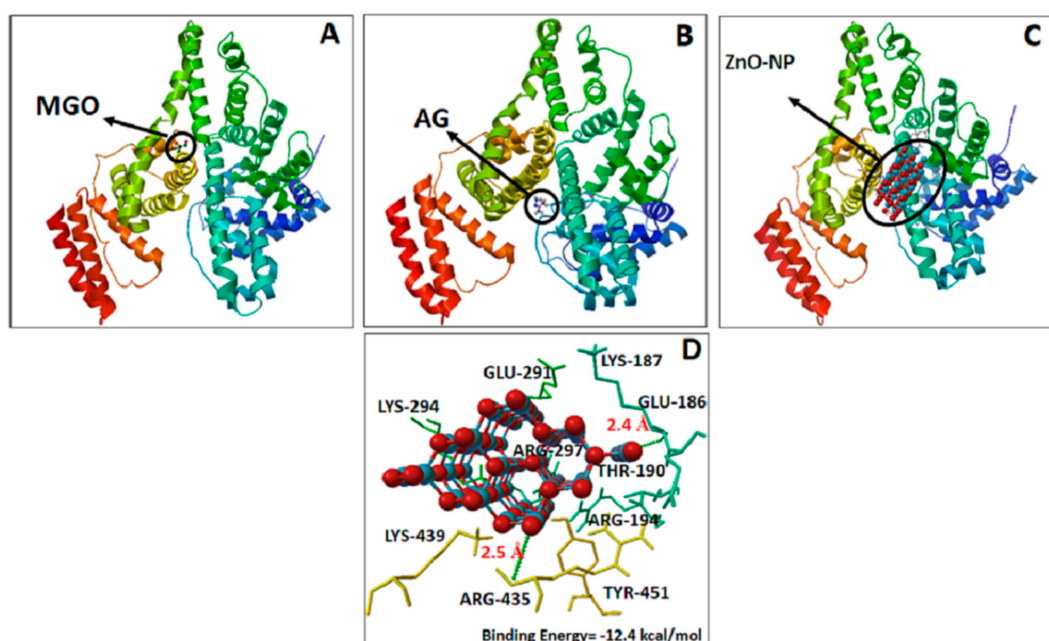 A
MGO
B
AG
C
ZnO-NP
D
LYS-187
GLU-291
GLU-186
LYS-294
2.4 Å
ARG-297
THR-190
ARG-194
LYS-439
2.5 Å
ARG-435
TYR-451
Binding Energy= -12.4 kcal/mol